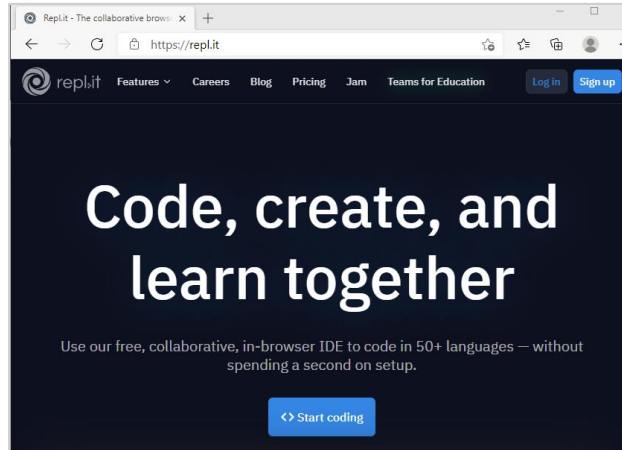 Repl.it - The collaborative brows
https://repl.it
repl.it Features Careers Blog Pricing Jam Teams for Education Log in Sign up
Code, create, and
learn together
Use our free, collaborative, in-browser IDE to code in 50+ languages — without
spending a second on setup.
<> Start coding